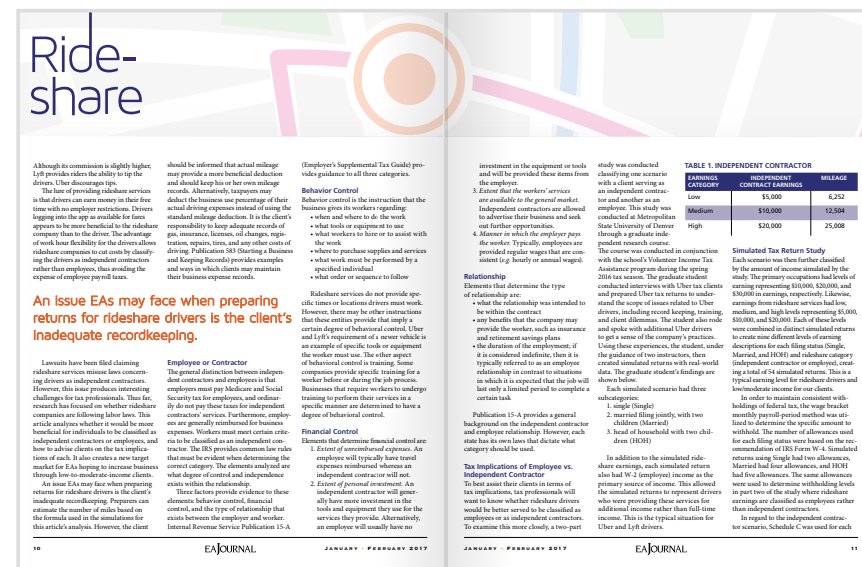 Ride-
share
Although its commission is slightly higher,
Lyft provides riders the ability to tip the
drivers. Uber discourages tips.
The lure of providing rideshare services
is that drivers can earn money in their free
time with no employer restrictions. Drivers
logging into the app as available for fares
appears to be more beneficial to the rideshare
company than to the driver. The advantage
of work hour flexibility for the drivers allows
rideshare companies to cut costs by classify-
ing the drivers as independent contractors
rather than employees, thus avoiding the
expense of employee payroll taxes.
should be informed that actual mileage
may provide a more beneficial deduction
and should keep his or her own mileage
records. Alternatively, taxpayers may
deduct the business use percentage of their
actual driving expenses instead of using the
standard mileage deduction. It is the client's
responsibility to keep adequate records of
gas, insurance, licenses, oil changes, regis-
tration, repairs, tires, and any other costs of
driving. Publication 583 (Starting a Business
and Keeping Records) provides examples
and ways in which clients may maintain
their business expense records.
An issue EAs may face when preparing
returns for rideshare drivers is the client's
inadequate recordkeeping.
Lawsuits have been filed claiming
rideshare services misuse laws concern-
ing drivers as independent contractors.
However, this issue produces interesting
challenges for tax professionals. Thus far,
research has focused on whether rideshare
companies are following labor laws. This
article analyzes whether it would be more
beneficial for individuals to be classified as
independent contractors or employees, and
how to advise clients on the tax implica-
tions of each. It also creates a new target
market for EAs hoping to increase business
through low-to-moderate-income clients.
An issue EAs may face when preparing
returns for rideshare drivers is the client's
inadequate recordkeeping. Preparers can
estimate the number of miles based on
the formula used in the simulations for
this article's analysis. However, the client
Employee or Contractor
The general distinction between indepen-
dent contractors and employees is that
employers must pay Medicare and Social
Security tax for employees, and ordinar-
ily do not pay these taxes for independent
contractors' services. Furthermore, employ-
ees are generally reimbursed for business
expenses. Workers must meet certain crite-
ria to be classified as an independent con-
tractor. The IRS provides common law rules
that must be evident when determining the
correct category. The elements analyzed are
what degree of control and independence
exists within the relationship.
Three factors provide evidence to these
elements: behavior control, financial
control, and the type of relationship that
exists between the employer and worker.
Internal Revenue Service Publication 15-A
(Employer's Supplemental Tax Guide) pro-
vides guidance to all three categories.
Behavior Control
Behavior control is the instruction that the
business gives its workers regarding:
• when and where to do the work
• what tools or equipment to use
• what workers to hire or to assist with
the work
• where to purchase supplies and services
• what work must be performed by a
specified individual
• what order or sequence to follow
Rideshare services do not provide spe-
cific times or locations drivers must work.
However, there may be other instructions
that these entities provide that imply a
certain degree of behavioral control. Uber
and Lyft's requirement of a newer vehicle is
an example of specific tools or equipment
the worker must use. The other aspect
of behavioral control is training. Some
companies provide specific training for a
worker before or during the job process.
Businesses that require workers to undergo
training to perform their services in a
specific manner are determined to have a
degree of behavioral control.
Financial Control
Elements that determine financial control are:
1. Extent of unreimbursed expenses. An
employee will typically have travel
expenses reimbursed whereas an
independent contractor will not.
2. Extent of personal investment. An
independent contractor will gener-
ally have more investment in the
tools and equipment they use for the
services they provide. Alternatively,
an employee will usually have no
10
EA JOURNAL
JANUARY · FEBRUARY 2017
investment in the equipment or tools
and will be provided these items from
the employer.
3. Extent that the workers' services
are available to the general market.
Independent contractors are allowed
to advertise their business and seek
out further opportunities.
4. Manner in which the employer pays
the worker. Typically, employees are
provided regular wages that are con-
sistent (e.g. hourly or annual wages).
Relationship
Elements that determine the type
of relationship are:
• what the relationship was intended to
be within the contract
• any benefits that the company may
provide the worker, such as insurance
and retirement savings plans
• the duration of the employment; if
it is considered indefinite, then it is
typically referred to as an employee
relationship in contrast to situations
in which it is expected that the job will
last only a limited period to complete a
certain task
Publication 15-A provides a general
background on the independent contractor
and employee relationship. However, each
state has its own laws that dictate what
category should be used.
Tax Implications of Employee vs.
Independent Contractor
To best assist their clients in terms of
tax implications, tax professionals will
want to know whether rideshare drivers
would be better served to be classified as
employees or as independent contractors.
To examine this more closely, a two-part
study was conducted
classifying one scenario
with a client serving as
an independent contrac-
tor and another as an
employee. This study was
conducted at Metropolitan
State University of Denver
through a graduate inde-
pendent research course.
The course was conducted in conjunction
with the school's Volunteer Income Tax
Assistance program during the spring
2016 tax season. The graduate student
conducted interviews with Uber tax clients
and prepared Uber tax returns to under-
stand the scope of issues related to Uber
drivers, including record keeping, training,
and client dilemmas. The student also rode
and spoke with additional Uber drivers
to get a sense of the company's practices.
Using these experiences, the student, under
the guidance of two instructors, then
created simulated returns with real-world
data. The graduate student's findings are
shown below.
Each simulated scenario had three
subcategories:
1. single (Single)
2. married filing jointly, with two
children (Married)
3. head of household with two chil-
dren (HOH)
In addition to the simulated ride-
share earnings, each simulated return
also had W-2 (employee) income as the
primary source of income. This allowed
the simulated returns to represent drivers
who were providing these services for
additional income rather than full-time
income. This is the typical situation for
Uber and Lyft drivers.
TABLE 1. INDEPENDENT CONTRACTOR
EARNINGS CATEGORY INDEPENDENT CONTRACT EARNINGS MILEAGE
Low $5,000 6,252
Medium $10,000 12,504
High $20,000 25,008
Simulated Tax Return Study
Each scenario was then further classified
by the amount of income simulated by the
study. The primary occupations had levels of
earning representing $10,000, $20,000, and
$30,000 in earnings, respectively. Likewise,
earnings from rideshare services had low,
medium, and high levels representing $5,000,
$10,000, and $20,000. Each of these levels
were combined in distinct simulated returns
to create nine different levels of earning
descriptions for each filing status (Single,
Married, and HOH) and rideshare category
(independent contractor or employee), creat-
ing a total of 54 simulated returns. This is a
typical earning level for rideshare drivers and
low/moderate income for our clients.
In order to maintain consistent with-
holdings of federal tax, the wage bracket
monthly payroll-period method was uti-
lized to determine the specific amount to
withhold. The number of allowances used
for each filing status was based on the rec-
ommendation of IRS Form W-4. Simulated
returns using Single had two allowances,
Married had four allowances, and HOH
had five allowances. The same allowances
were used to determine withholding levels
in part two of the study where rideshare
earnings are classified as employees rather
than independent contractors.
In regard to the independent contrac-
tor scenario, Schedule C was used for each
JANUARY · FEBRUARY 2017
EA JOURNAL
11